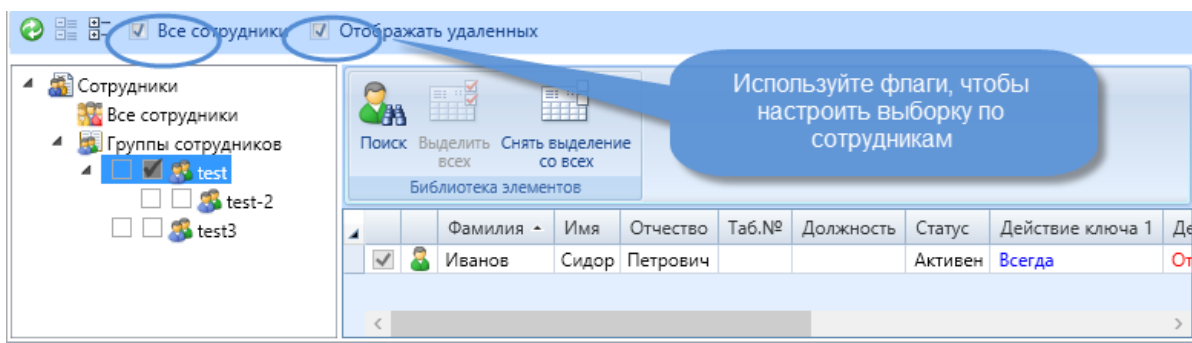 Все сотрудники Отображать удаленных
Используйте флаги, чтобы
настроить выборку по
сотрудникам
Сотрудники
Все сотрудники
Группы сотрудников
test
test-2
test3
Поиск Выделить всех Снять выделение со всех
Библиотека элементов
Фамилия Имя Отчество Таб.№ Должность Статус Действие ключа 1 Де
Иванов Сидор Петрович Активен Всегда От